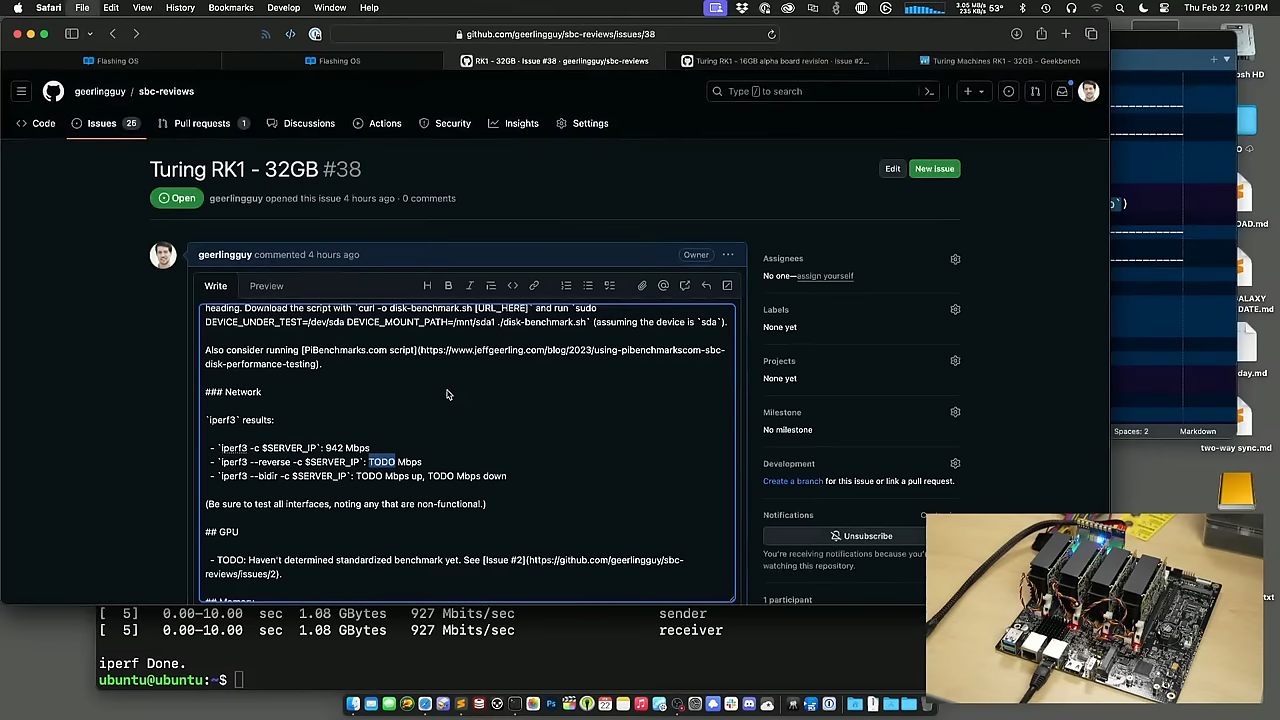 Safari File Edit View History Bookmarks Develop Window Help
3.05 MB/s
235 KB/s
53°
Thu Feb 22 2:10 PM
github.com/geerlingguy/sbc-reviews/issues/38
Flashing OS
Flashing OS
RK1 - 32GB · Issue #38 · geerlingguy/sbc-reviews
Turing RK1 - 16GB alpha board revision · Issue #2...
Turing Machines RK1 - 32GB - Geekbench
geerlingguy / sbc-reviews
Type / to search
Code Issues 25 Pull requests 1 Discussions Actions Security Insights Settings
Turing RK1 - 32GB #38
Edit New issue
Open geerlingguy opened this issue 4 hours ago · 0 comments
geerlingguy commented 4 hours ago Owner
Write Preview
heading. Download the script with `curl -o disk-benchmark.sh [URL_HERE]` and run `sudo
DEVICE_UNDER_TEST=/dev/sda DEVICE_MOUNT_PATH=/mnt/sda1 ./disk-benchmark.sh` (assuming the device is `sda`).
Also consider running [PiBenchmarks.com script](https://www.jeffgeerling.com/blog/2023/using-pibenchmarkscom-sbc-
disk-performance-testing).
### Network
`iperf3` results:
- `iperf3 -c $SERVER_IP`: 942 Mbps
- `iperf3 --reverse -c $SERVER_IP`: TODO Mbps
- `iperf3 --bidir -c $SERVER_IP`: TODO Mbps up, TODO Mbps down
(Be sure to test all interfaces, noting any that are non-functional.)
## GPU
- TODO: Haven't determined standardized benchmark yet. See [Issue #2](https://github.com/geerlingguy/sbc-
reviews/issues/2).
## Memory
Assignees
No one—assign yourself
Labels
None yet
Projects
None yet
Milestone
No milestone
Development
Create a branch for this issue or link a pull request.
Notifications
Unsubscribe
You're receiving notifications because you're
watching this repository.
1 participant
Spaces: 2 Markdown
two-way sync.md
[ 5] 0.00-10.00 sec 1.08 GBytes 927 Mbits/sec sender
[ 5] 0.00-10.00 sec 1.08 GBytes 927 Mbits/sec receiver
iperf Done.
ubuntu@ubuntu:~$